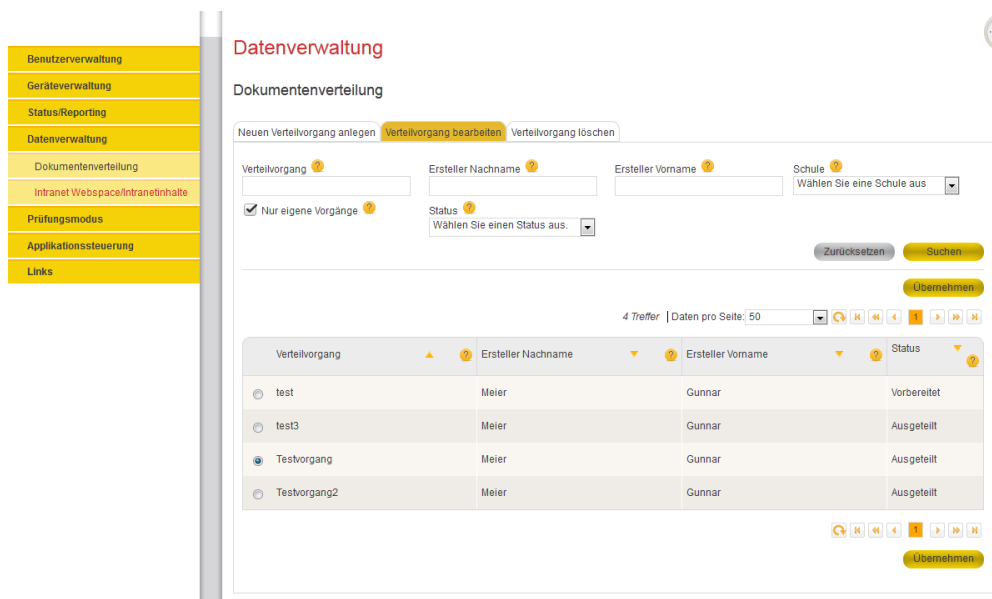 Benutzerverwaltung
Geräteverwaltung
Status/Reporting
Datenverwaltung
Dokumentenverteilung
Intranet Webspace/Intranetinhalte
Prüfungsmodus
Applikationssteuerung
Links
Datenverwaltung
Dokumentenverteilung
Neuen Verteilvorgang anlegen Verteilvorgang bearbeiten Verteilvorgang löschen
Verteilvorgang ? Ersteller Nachname ? Ersteller Vorname ? Schule ?
Wählen Sie eine Schule aus
Nur eigene Vorgänge ? Status ?
Wählen Sie einen Status aus.
Zurücksetzen Suchen
Übernehmen
4 Treffer | Daten pro Seite: 50 1
Verteilvorgang ? Ersteller Nachname ? Ersteller Vorname ? Status ?
test Meier Gunnar Vorbereitet
test3 Meier Gunnar Ausgeteilt
Testvorgang Meier Gunnar Ausgeteilt
Testvorgang2 Meier Gunnar Ausgeteilt
1
Übernehmen